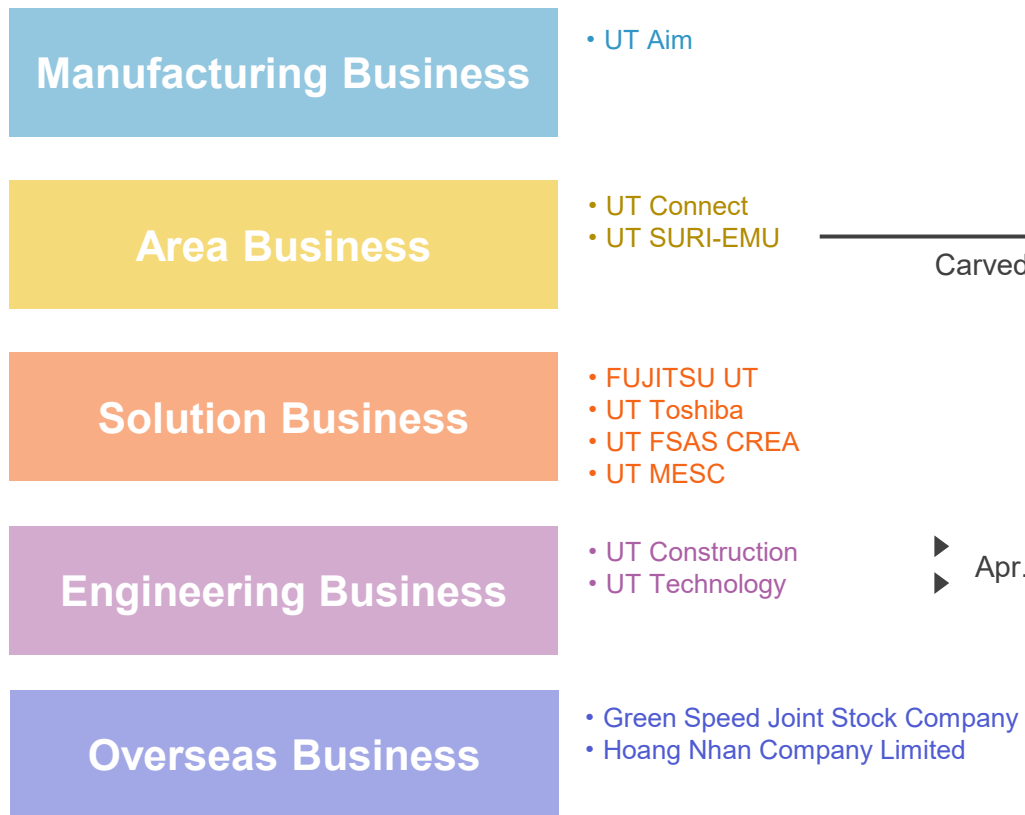 Manufacturing Business
• UT Aim
Area Business
• UT Connect
• UT SURI-EMU
Carved
Solution Business
• FUJITSU UT
• UT Toshiba
• UT FSAS CREA
• UT MESC
Engineering Business
• UT Construction
• UT Technology
Apr.
Overseas Business
• Green Speed Joint Stock Company
• Hoang Nhan Company Limited